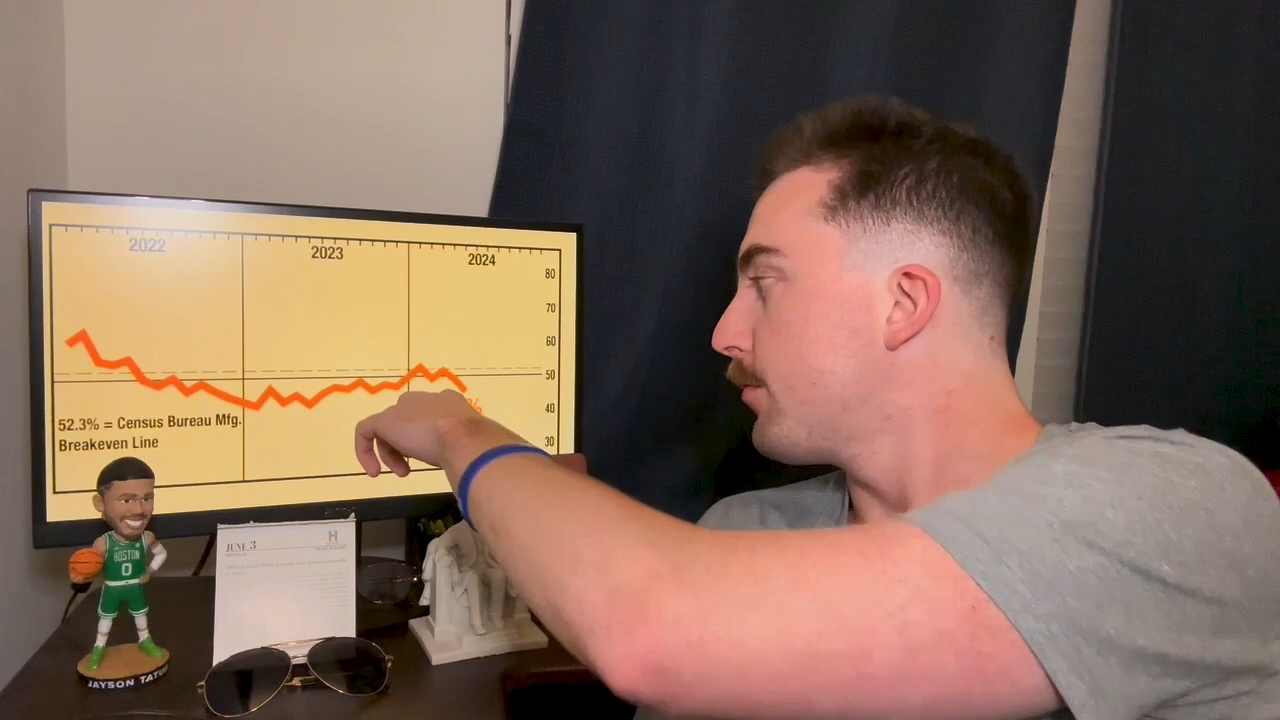 2022
2023
2024
80
70
60
50
40
30
%
52.3% = Census Bureau Mfg.
Breakeven Line
BOSTON
0
JAYSON TATUM
JUNE 3
H